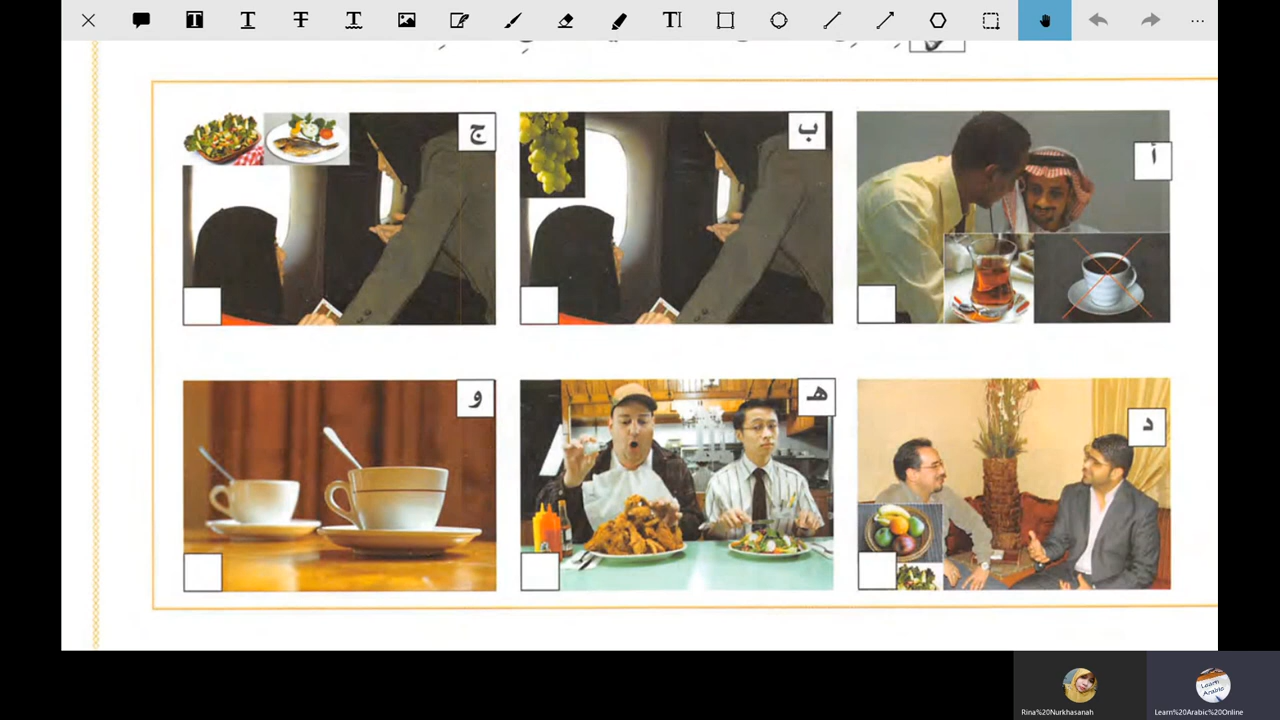 أ
ب
ج
د
هـ
و
Rina%20Nurkhasanah
Learn%20Arabic%20Online